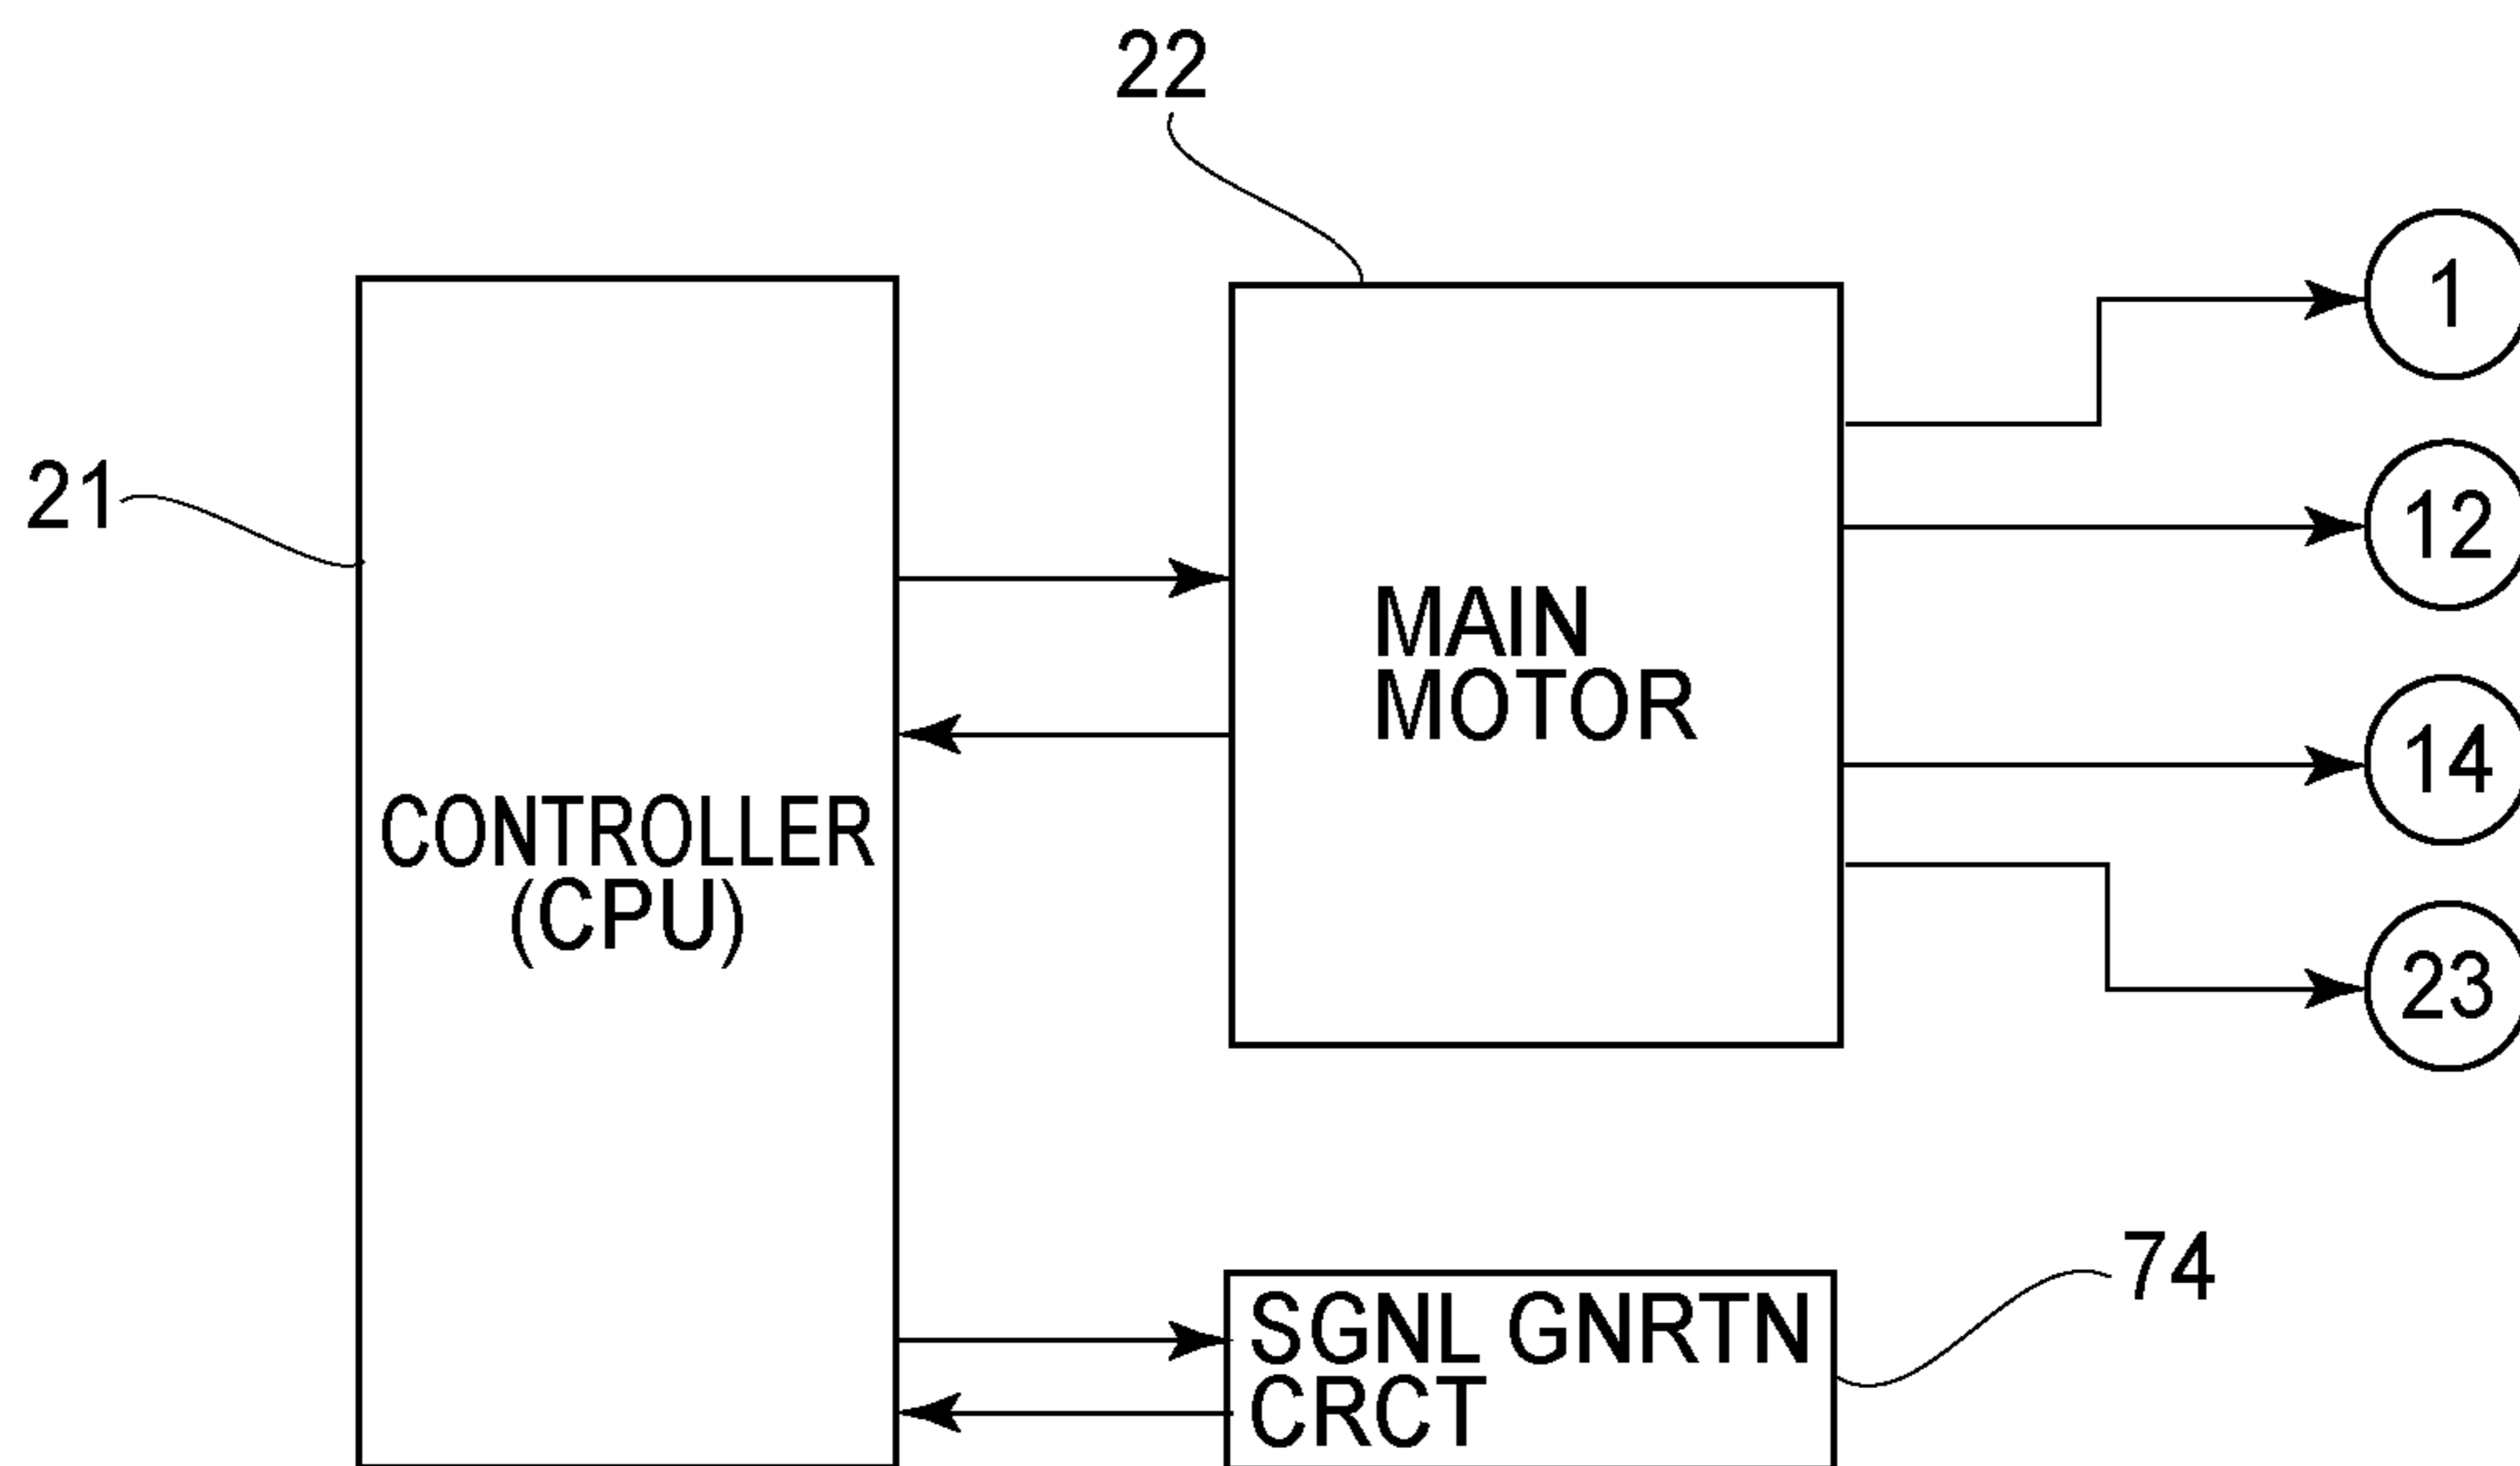 22
1
21
12
MAIN
MOTOR
14
CONTROLLER
(CPU)
23
74
SGNL GNRTN
CRCT